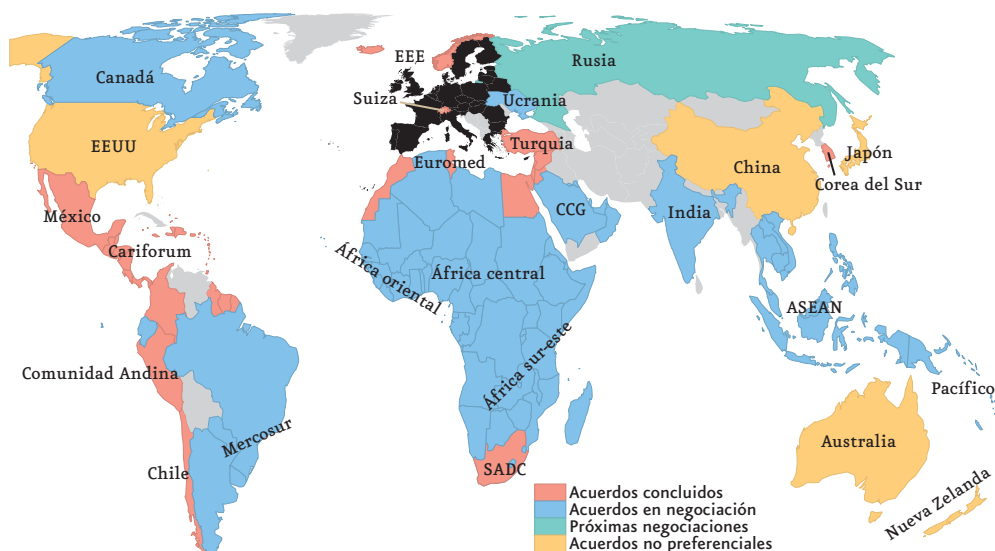 EEE
Rusia
Canadá
Suiza
Ucrania
EEUU
Turquia
Euromed
Japón
China
Corea del Sur
México
CCG
India
Cariforum
África oriental
África central
ASEAN
África sur-este
Comunidad Andina
Pacífico
Mercosur
Australia
Chile
SADC
Nueva Zelanda
Acuerdos concluidos
Acuerdos en negociación
Próximas negociaciones
Acuerdos no preferenciales